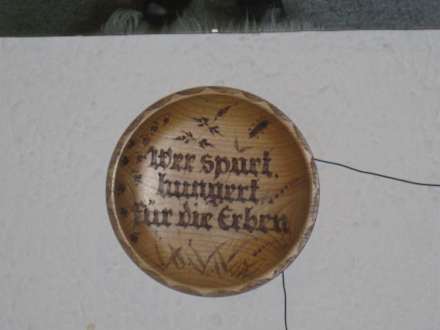 Wer spart,
hungert
für die Erben